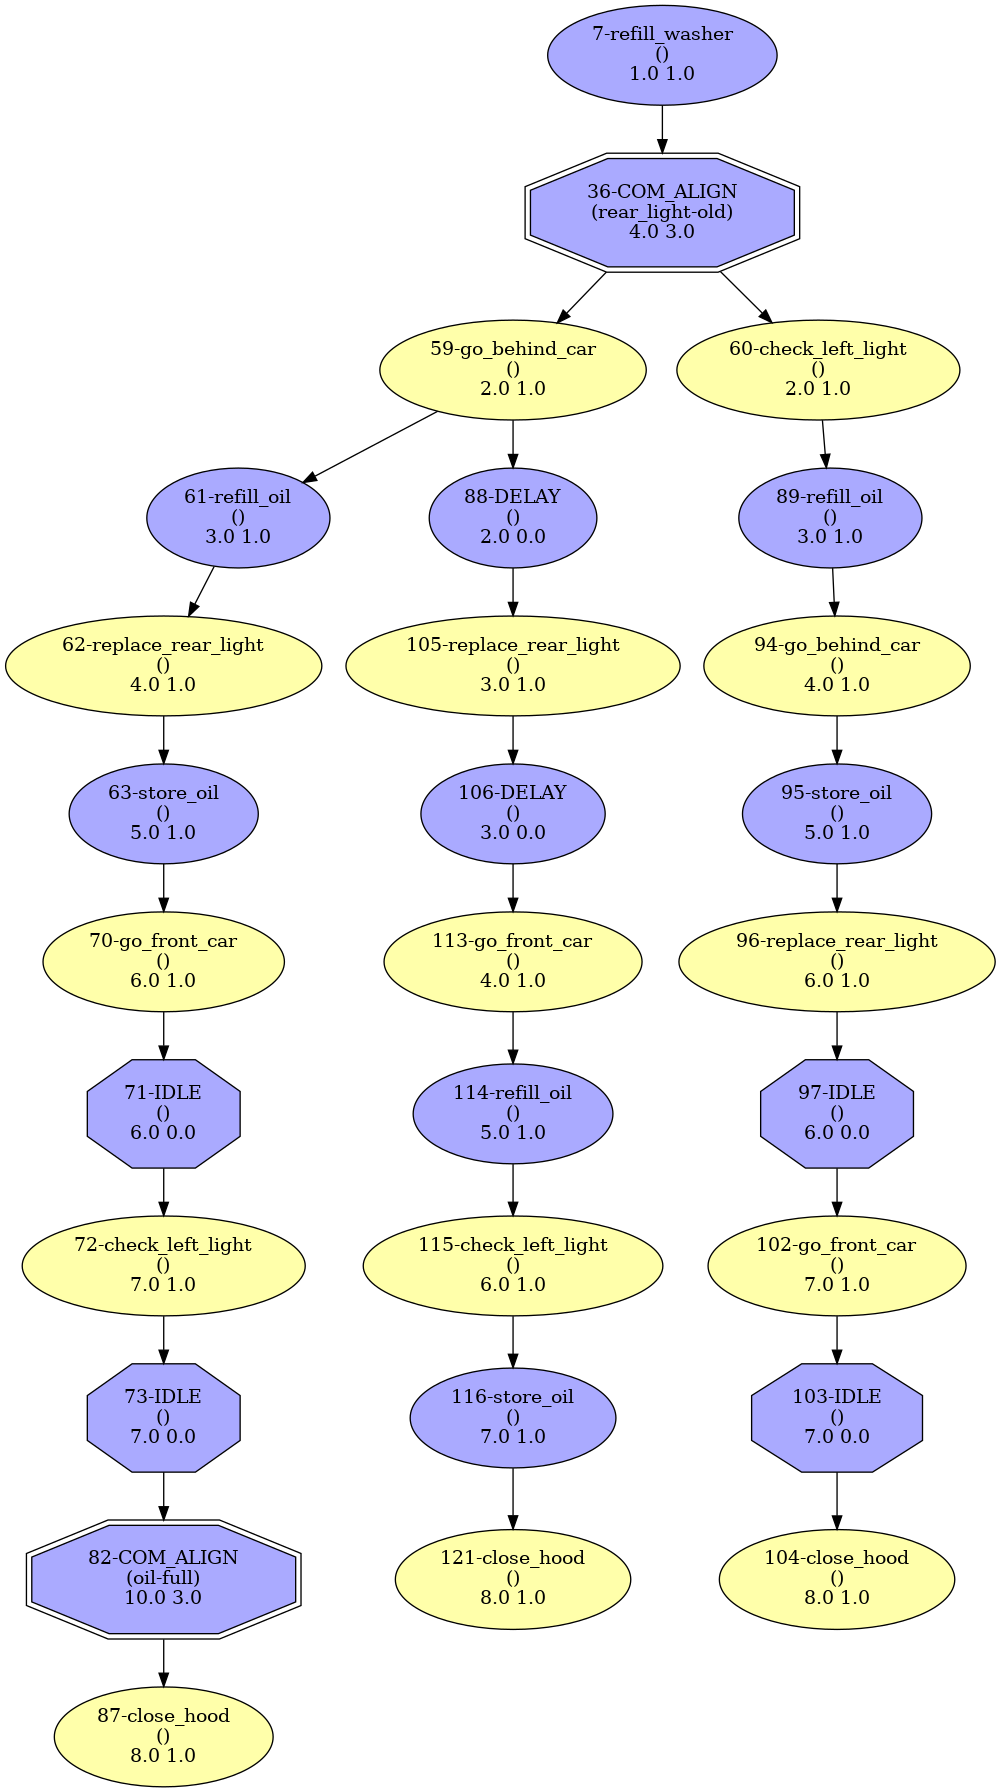 7-refill_washer
()
1.0 1.0
36-COM_ALIGN
(rear_light-old)
4.0 3.0
59-go_behind_car
()
2.0 1.0
60-check_left_light
()
2.0 1.0
61-refill_oil
()
3.0 1.0
88-DELAY
()
2.0 0.0
89-refill_oil
()
3.0 1.0
62-replace_rear_light
()
4.0 1.0
105-replace_rear_light
()
3.0 1.0
94-go_behind_car
()
4.0 1.0
63-store_oil
()
5.0 1.0
106-DELAY
()
3.0 0.0
95-store_oil
()
5.0 1.0
70-go_front_car
()
6.0 1.0
113-go_front_car
()
4.0 1.0
96-replace_rear_light
()
6.0 1.0
71-IDLE
()
6.0 0.0
114-refill_oil
()
5.0 1.0
97-IDLE
()
6.0 0.0
72-check_left_light
()
7.0 1.0
115-check_left_light
()
6.0 1.0
102-go_front_car
()
7.0 1.0
73-IDLE
()
7.0 0.0
116-store_oil
()
7.0 1.0
103-IDLE
()
7.0 0.0
82-COM_ALIGN
(oil-full)
10.0 3.0
121-close_hood
()
8.0 1.0
104-close_hood
()
8.0 1.0
87-close_hood
()
8.0 1.0